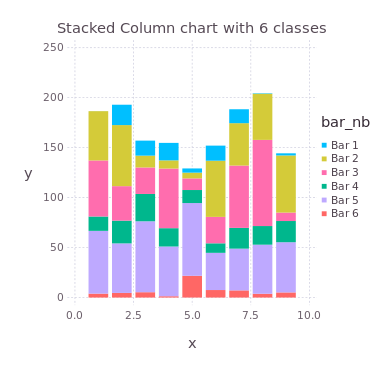 Stacked Column chart with 6 classes
250
200
150
100
50
0
y
0.0 2.5 5.0 7.5 10.0
x
bar_nb
Bar 1
Bar 2
Bar 3
Bar 4
Bar 5
Bar 6